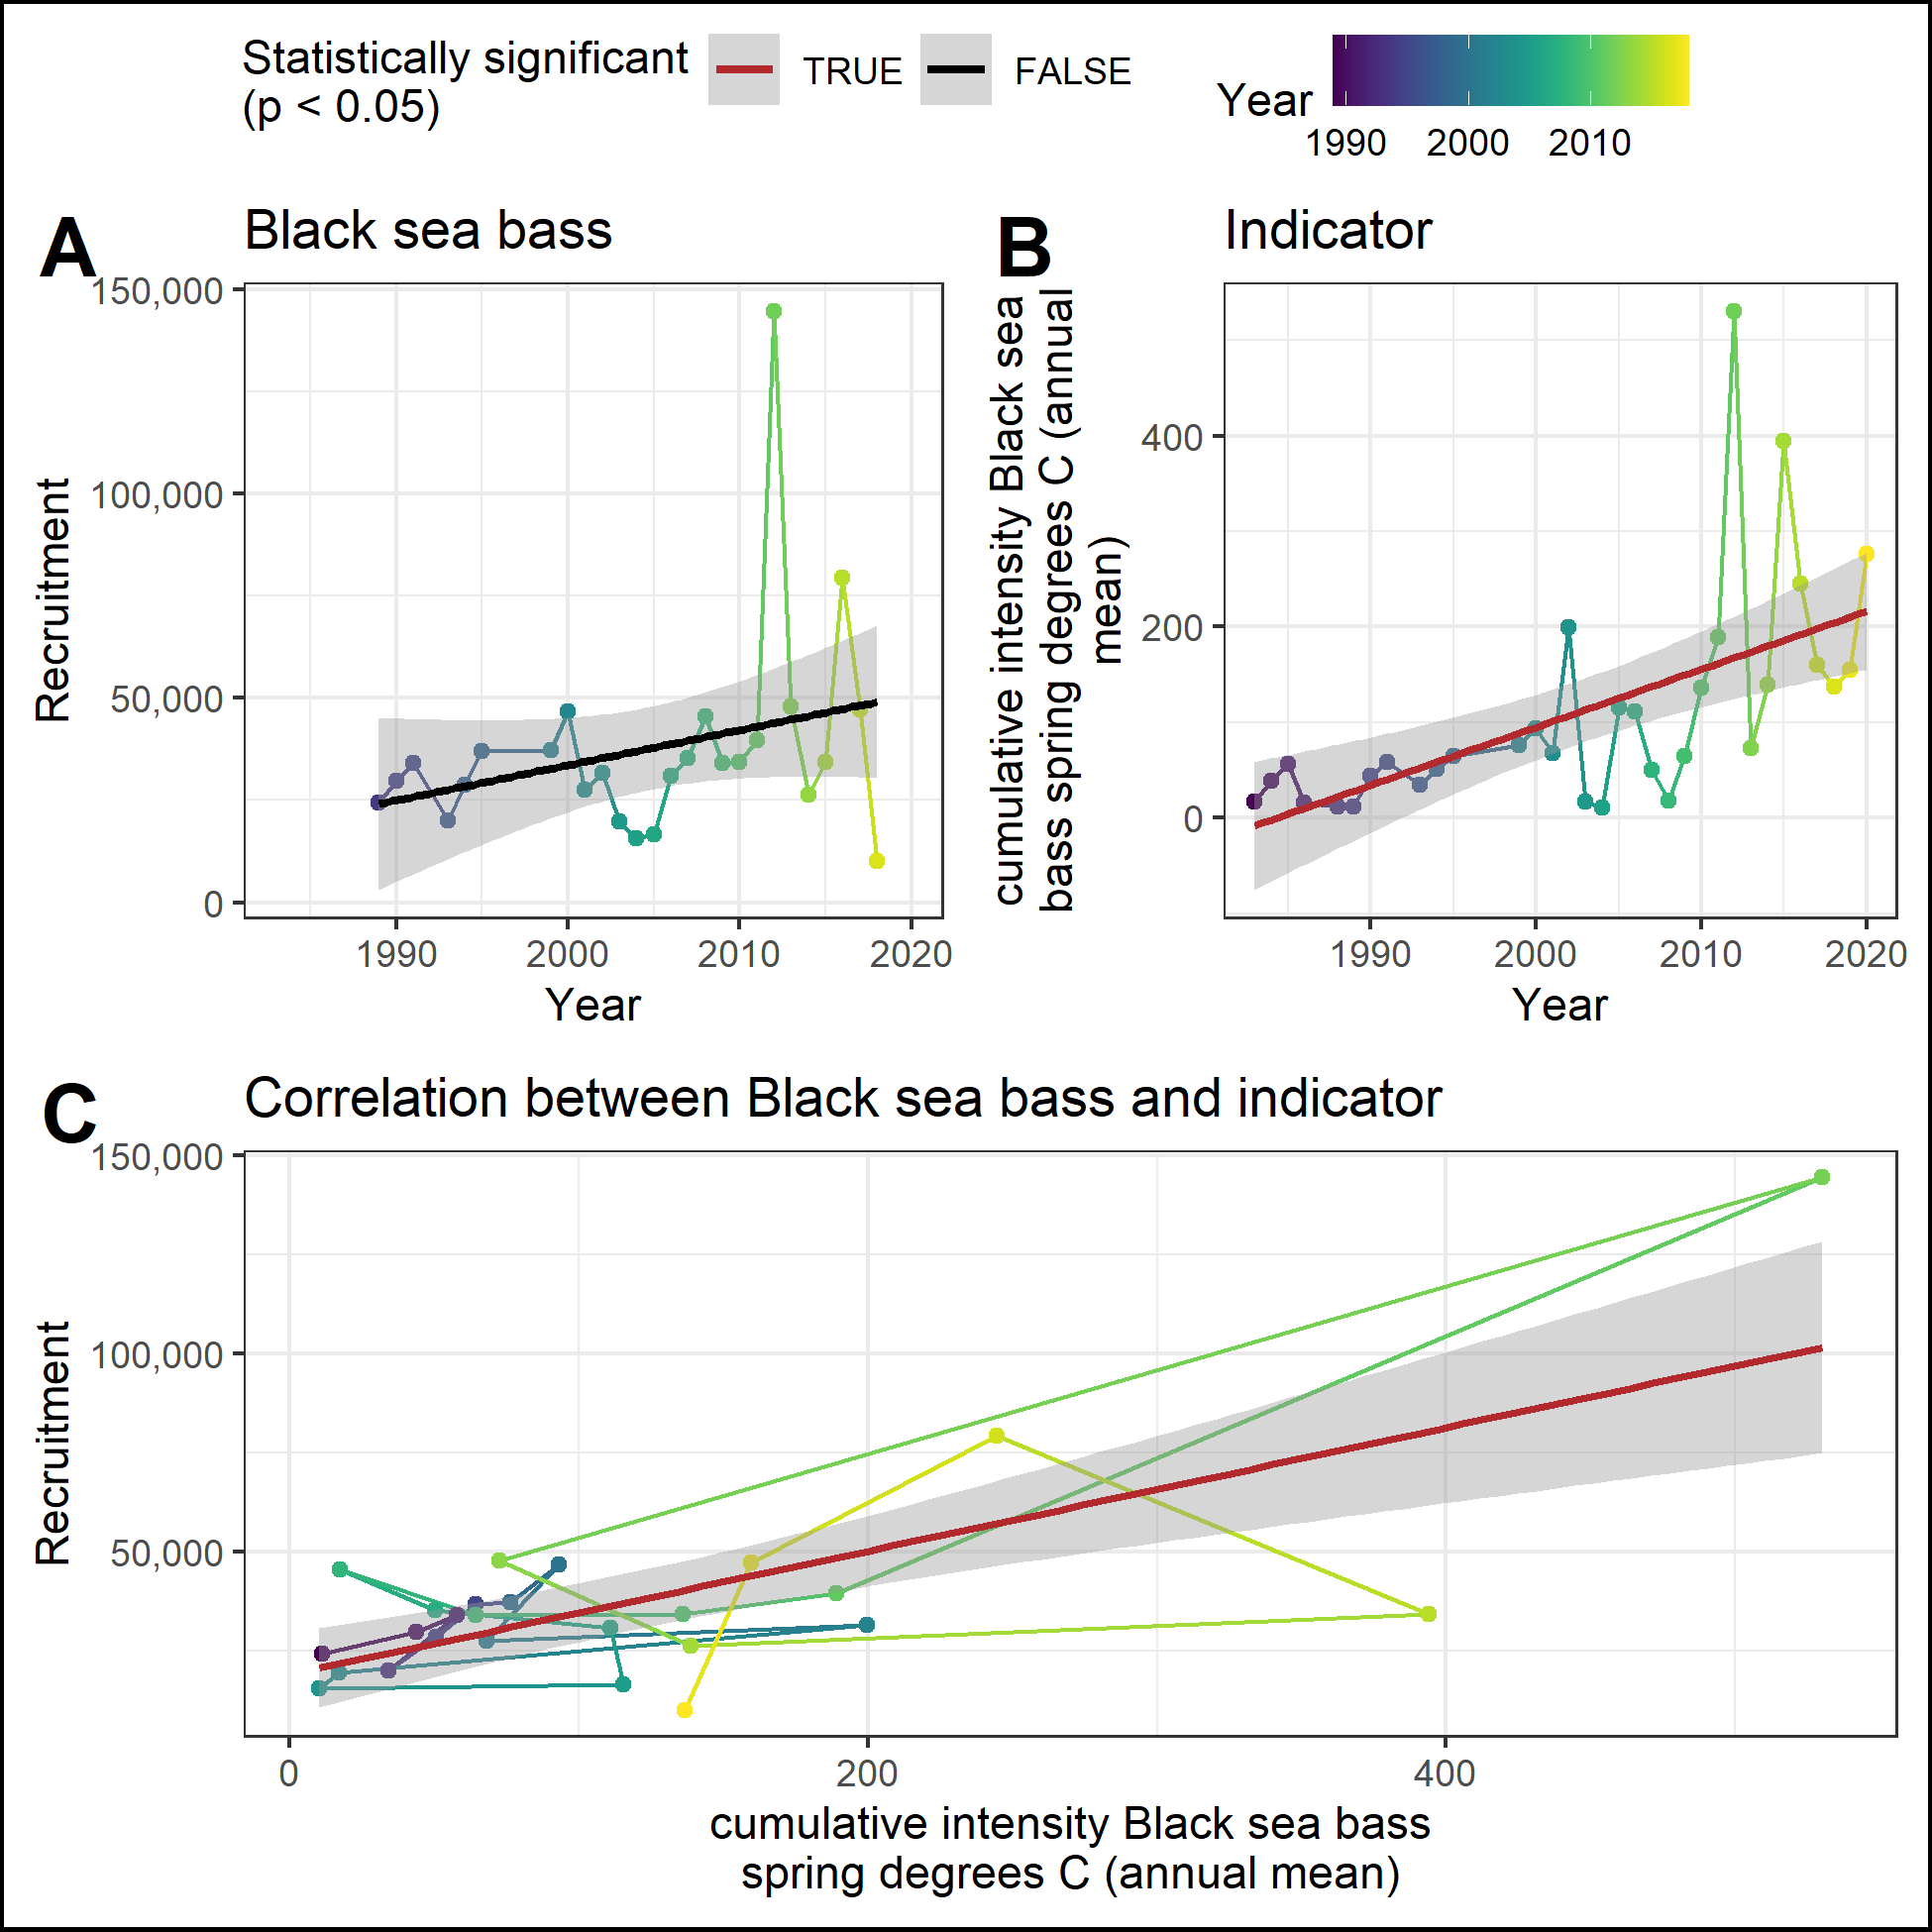 Statistically significant
(p < 0.05)
TRUE
FALSE
Year
1990 2000 2010
A
Black sea bass
150,000
100,000
50,000
0
Recruitment
1990 2000 2010 2020
Year
B
Indicator
cumulative intensity Black sea
bass spring degrees C (annual
mean)
400
200
0
1990 2000 2010 2020
Year
C
Correlation between Black sea bass and indicator
150,000
100,000
50,000
Recruitment
0 200 400
cumulative intensity Black sea bass
spring degrees C (annual mean)